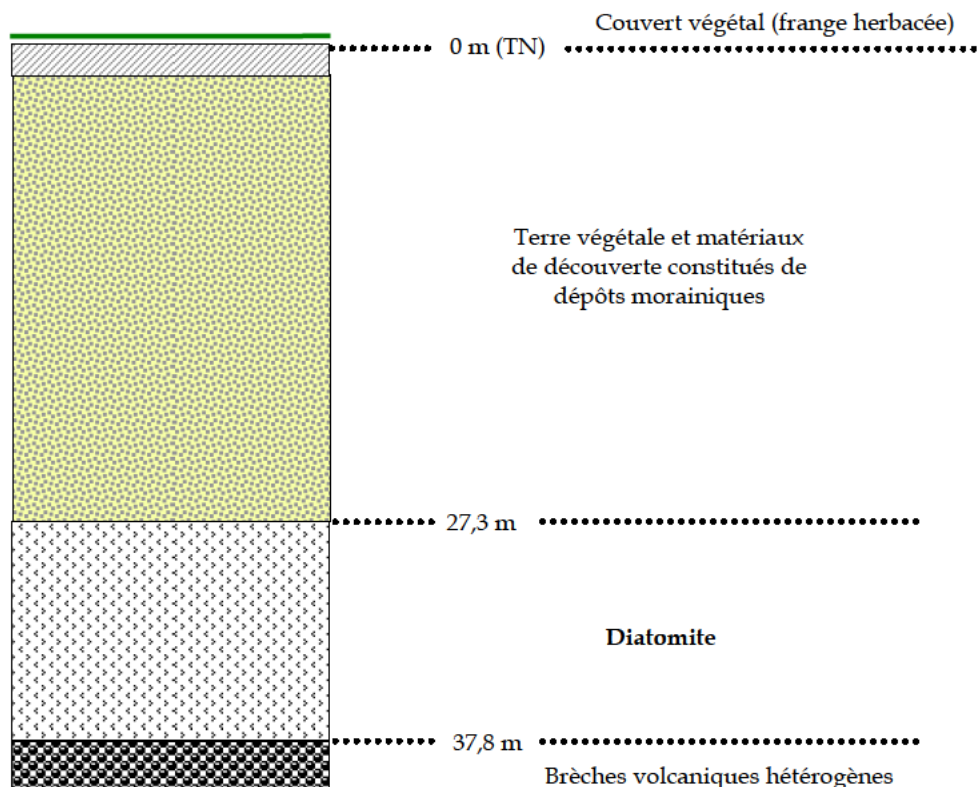 Couvert végétal (frange herbacée)
0 m (TN)
Terre végétale et matériaux
de découverte constitués de
dépôts morainiques
27,3 m
Diatomite
37,8 m
Brèches volcaniques hétérogènes